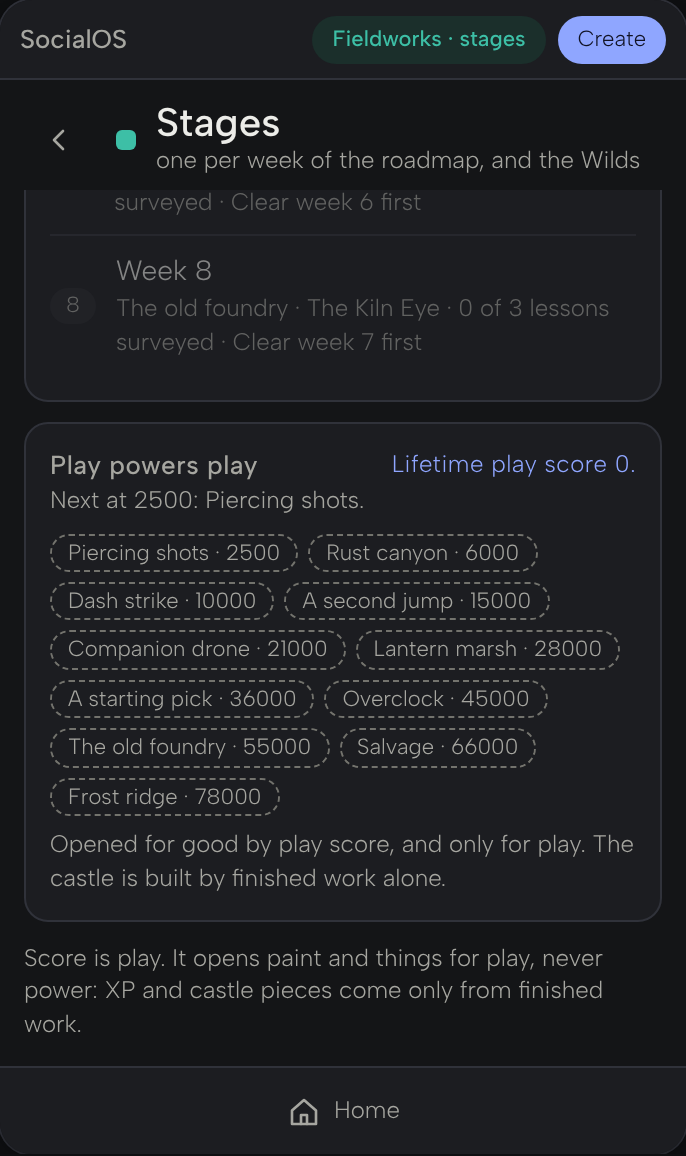 SocialOS
Fieldworks · stages
Create
Stages
one per week of the roadmap, and the Wilds
surveyed · Clear week 6 first
Week 8
8
The old foundry · The Kiln Eye · 0 of 3 lessons
surveyed · Clear week 7 first
Play powers play
Lifetime play score 0.
Next at 2500: Piercing shots.
Piercing shots · 2500
Rust canyon · 6000
Dash strike · 10000
A second jump · 15000
Companion drone · 21000
Lantern marsh · 28000
A starting pick · 36000
Overclock · 45000
The old foundry · 55000
Salvage · 66000
Frost ridge · 78000
Opened for good by play score, and only for play. The
castle is built by finished work alone.
Score is play. It opens paint and things for play, never
power: XP and castle pieces come only from finished
work.
Home